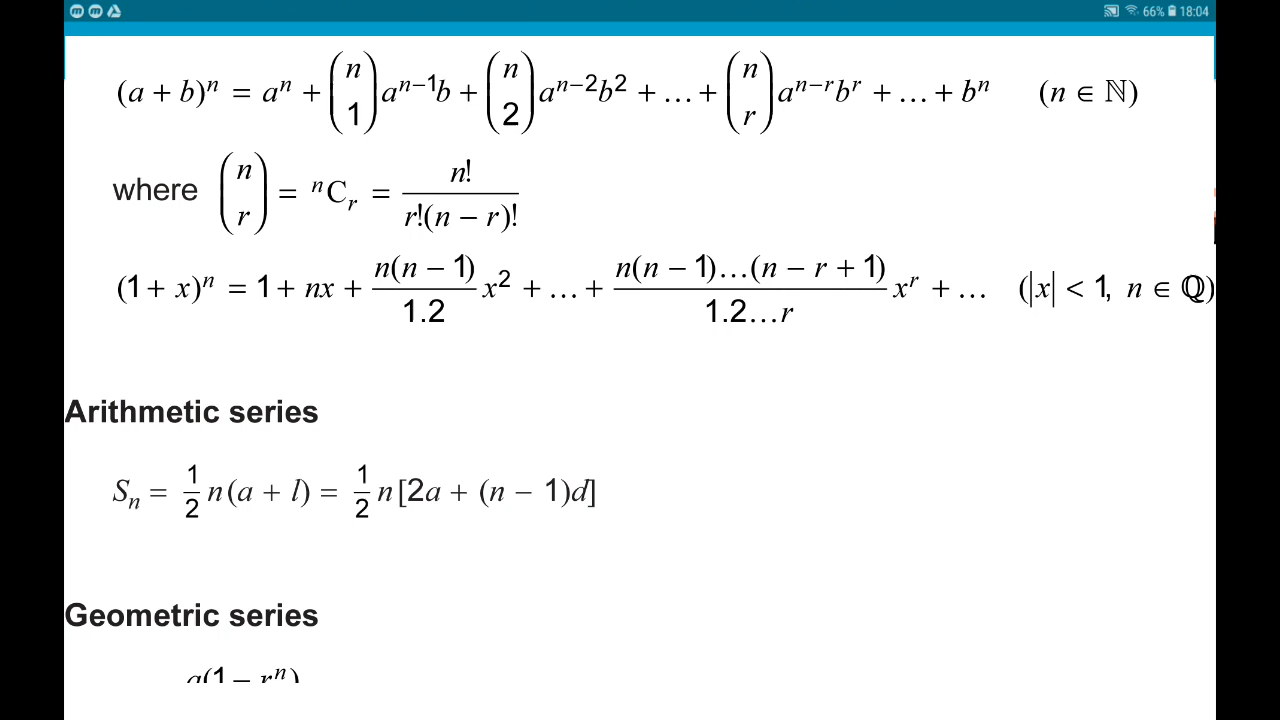 66% 18:04
(a + b)ⁿ = aⁿ + (n 1) aⁿ⁻¹b + (n 2) aⁿ⁻²b² + … + (n r) aⁿ⁻ʳbʳ + … + bⁿ (n ∈ ℕ)
where (n r) = ⁿCᵣ = n! / r!(n − r)!
(1 + x)ⁿ = 1 + nx + n(n − 1) / 1.2 x² + … + n(n − 1)…(n − r + 1) / 1.2…r xʳ + … (|x| < 1, n ∈ ℚ)
Arithmetic series
Sₙ = 1/2 n(a + l) = 1/2 n[2a + (n − 1)d]
Geometric series
a(1 − rⁿ)